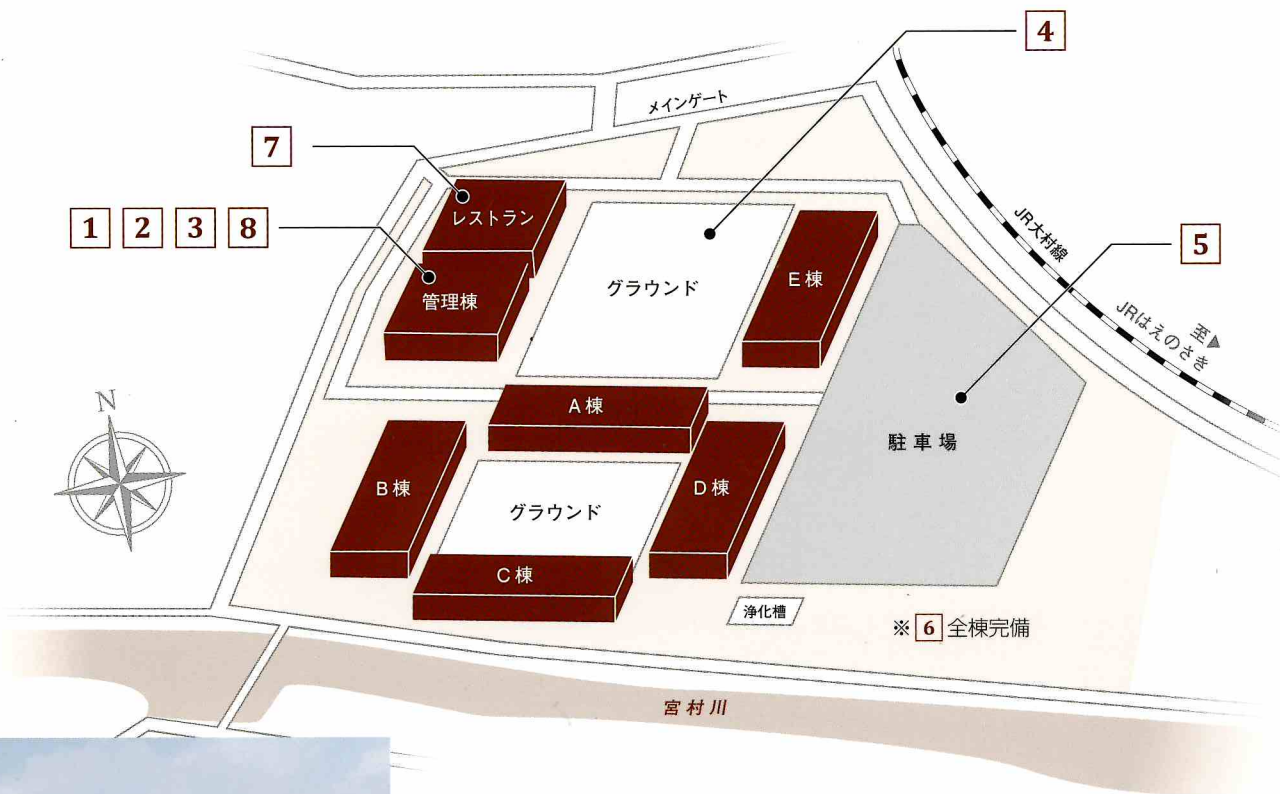 4
メインゲート
7
レストラン
1 2 3 8
管理棟
グラウンド
E棟
JR大村線
5
JRはえのさき
至
N
A棟
駐車場
B棟
D棟
グラウンド
C棟
浄化槽
※ 6 全棟完備
宮村川